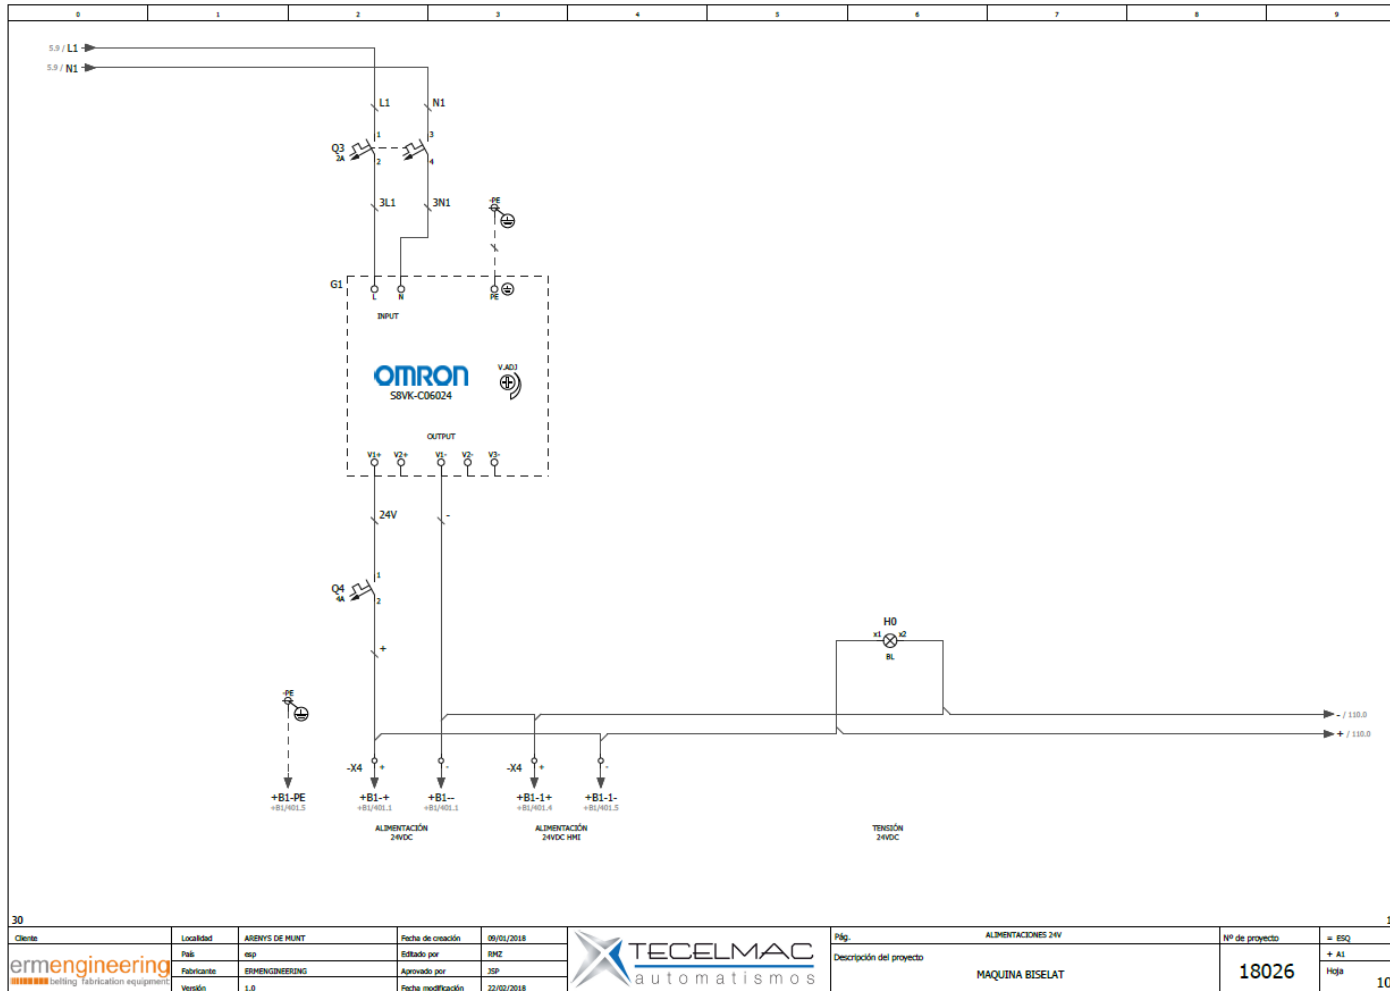 0 1 2 3 4 5 6 7 8 9
5.9 / L1
5.9 / N1
L1 N1
1 3
Q3
2A
2 4
3L1 3N1
-PE
G1
L N PE
INPUT
OMRON
S8VK-C06024
V.ADJ
OUTPUT
V1+ V2+ V1- V2- V3-
24V -
1
Q4
4A
2
+
H0
x1 x2
BL
-PE
- / 110.0
+ / 110.0
-X4 + - -X4 + -
+B1-PE +B1-+ +B1-- +B1-1+ +B1-1-
+B1/401.5 +B1/401.1 +B1/401.1 +B1/401.4 +B1/401.5
ALIMENTACIÓN
24VDC
ALIMENTACIÓN
24VDC HMI
TENSIÓN
24VDC
30
Cliente
ermengineering
belting fabrication equipment
Localidad ARENYS DE MUNT
País esp
Fabricante ERMENGINEERING
Versión 1.0
Fecha de creación 09/01/2018
Editado por RMZ
Aprovado por JSP
Fecha modificación 22/02/2018
TECELMAC
automatismos
Pág. ALIMENTACIONES 24V
Descripción del proyecto
MAQUINA BISELAT
Nº de proyecto
18026
= ESQ
+ A1
Hoja
10